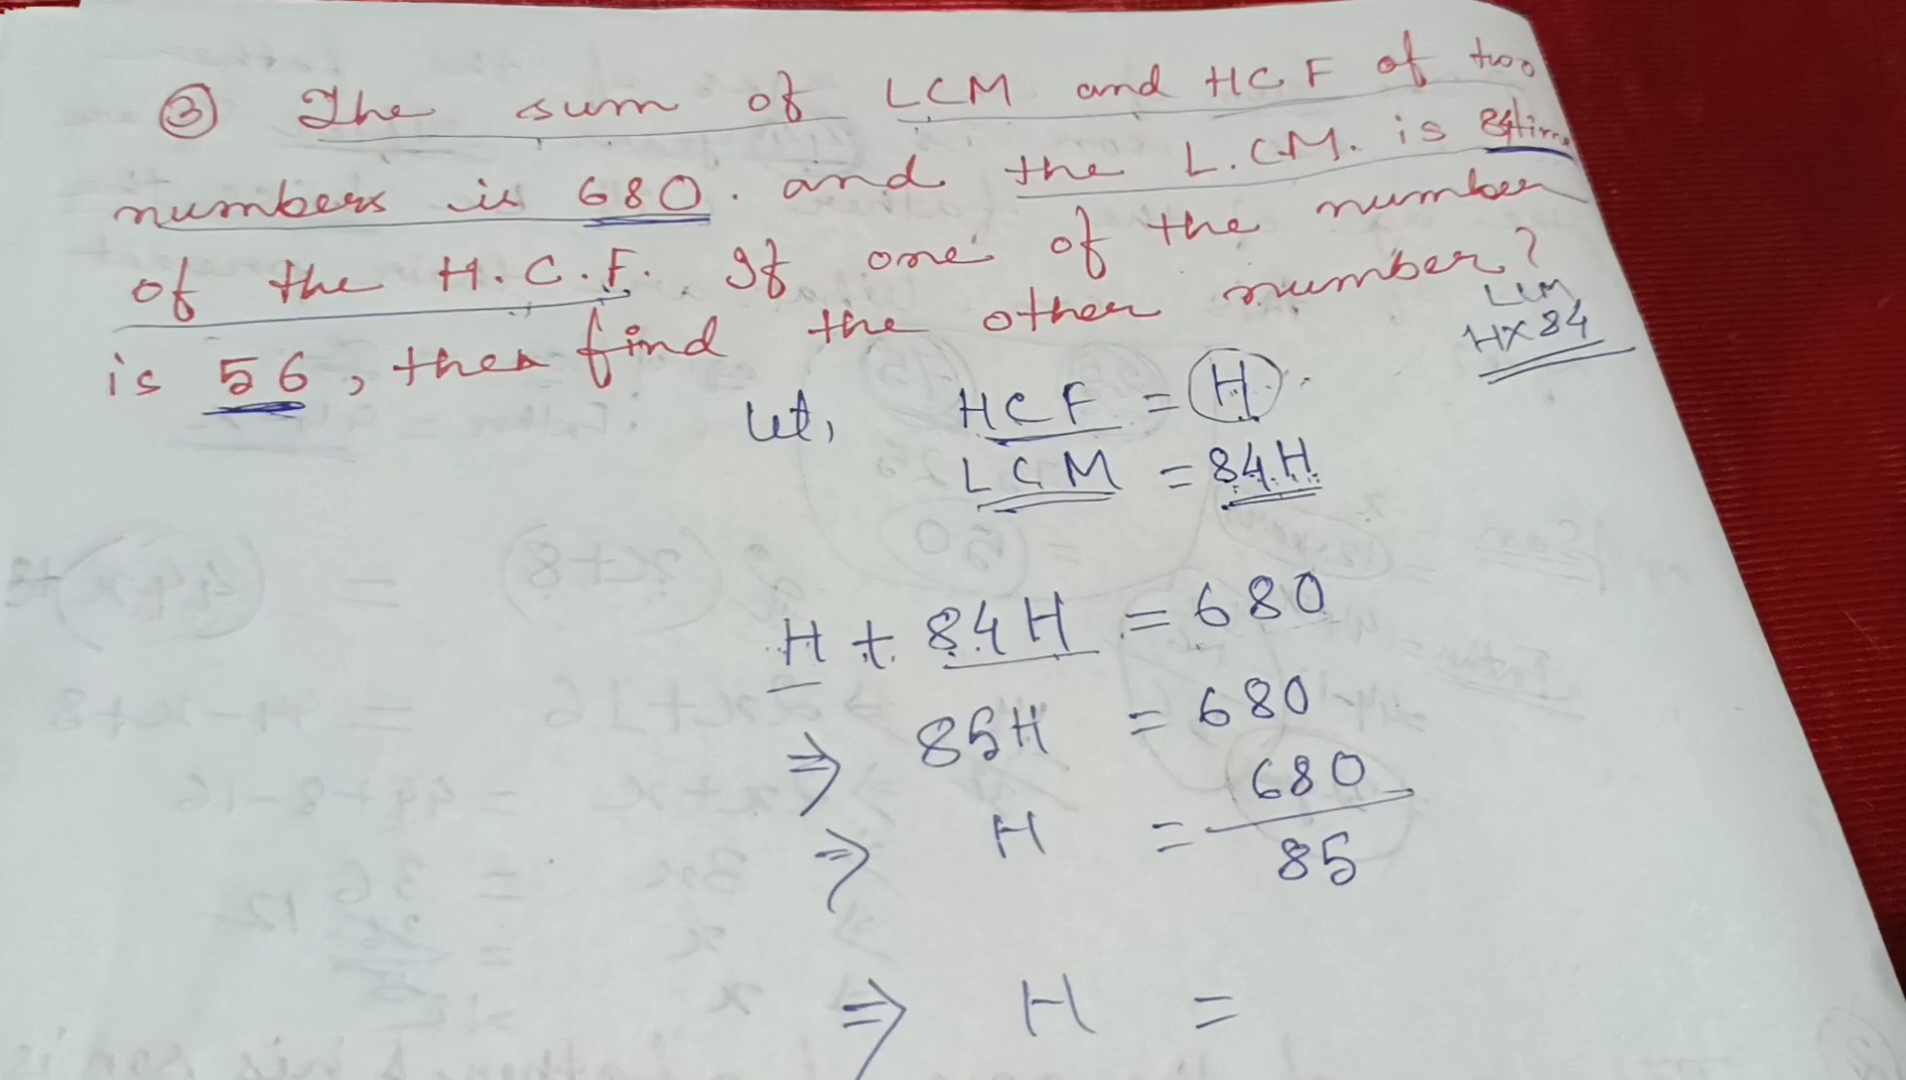 ③ The sum of LCM and HCF of two
numbers is 680. and the L.C.M. is 84 tim
of the H.C.F. If one of the number
is 56, then find the other number?
LCM
H×84
Let, HCF = H
LCM = 84H
H + 84H = 680
⇒ 85H = 680
⇒ H = 680/85
⇒ H =